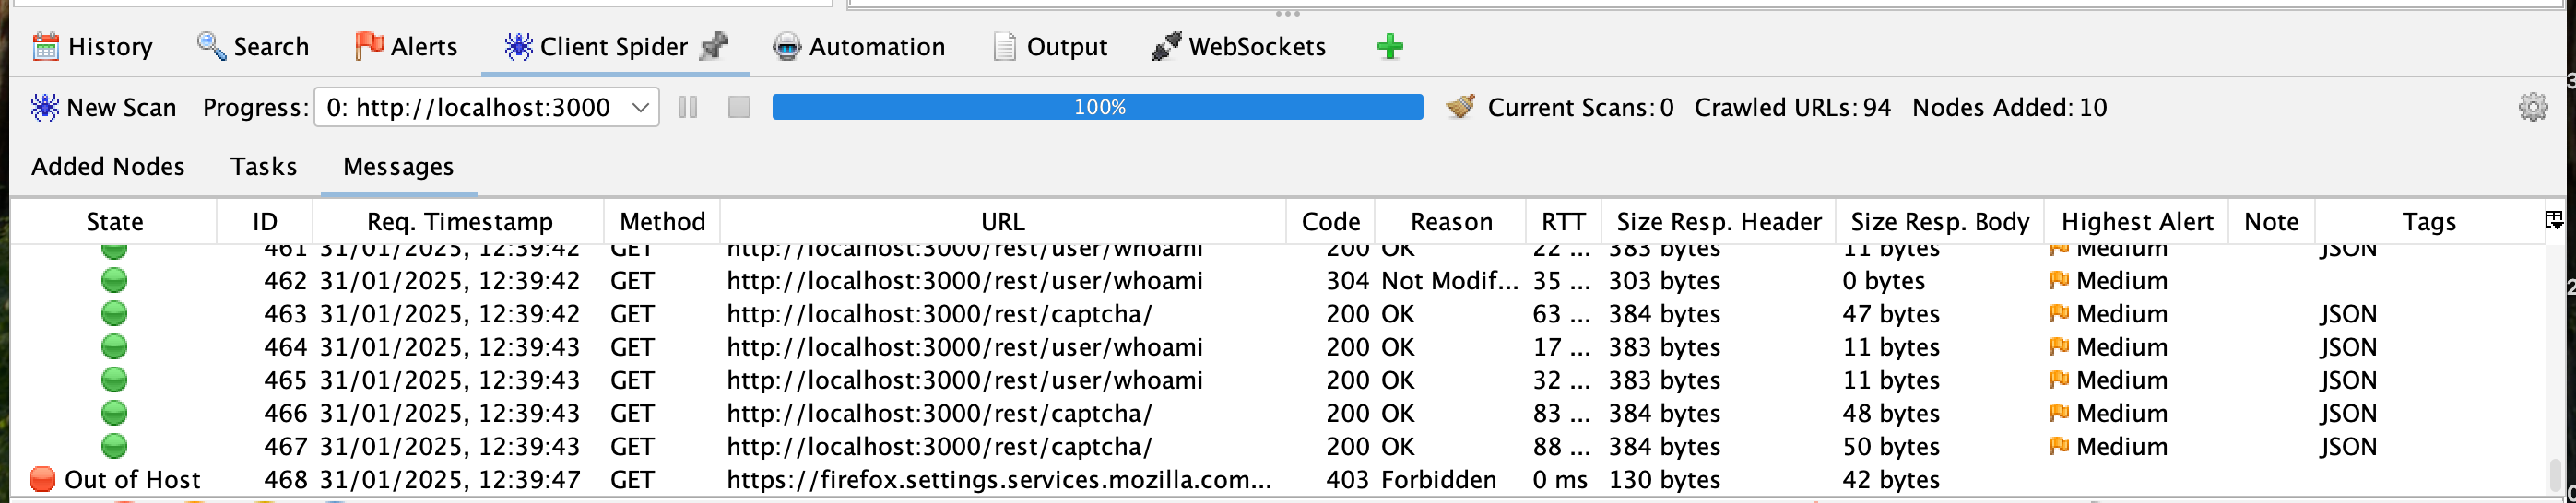 History Search Alerts Client Spider Automation Output WebSockets
New Scan Progress: 0: http://localhost:3000 100% Current Scans: 0 Crawled URLs: 94 Nodes Added: 10
Added Nodes Tasks Messages
State ID Req. Timestamp Method URL Code Reason RTT Size Resp. Header Size Resp. Body Highest Alert Note Tags
461 31/01/2025, 12:39:42 GET http://localhost:3000/rest/user/whoami 200 OK 22 ... 383 bytes 11 bytes Medium JSON
462 31/01/2025, 12:39:42 GET http://localhost:3000/rest/user/whoami 304 Not Modif... 35 ... 303 bytes 0 bytes Medium
463 31/01/2025, 12:39:42 GET http://localhost:3000/rest/captcha/ 200 OK 63 ... 384 bytes 47 bytes Medium JSON
464 31/01/2025, 12:39:43 GET http://localhost:3000/rest/user/whoami 200 OK 17 ... 383 bytes 11 bytes Medium JSON
465 31/01/2025, 12:39:43 GET http://localhost:3000/rest/user/whoami 200 OK 32 ... 383 bytes 11 bytes Medium JSON
466 31/01/2025, 12:39:43 GET http://localhost:3000/rest/captcha/ 200 OK 83 ... 384 bytes 48 bytes Medium JSON
467 31/01/2025, 12:39:43 GET http://localhost:3000/rest/captcha/ 200 OK 88 ... 384 bytes 50 bytes Medium JSON
Out of Host 468 31/01/2025, 12:39:47 GET https://firefox.settings.services.mozilla.com... 403 Forbidden 0 ms 130 bytes 42 bytes